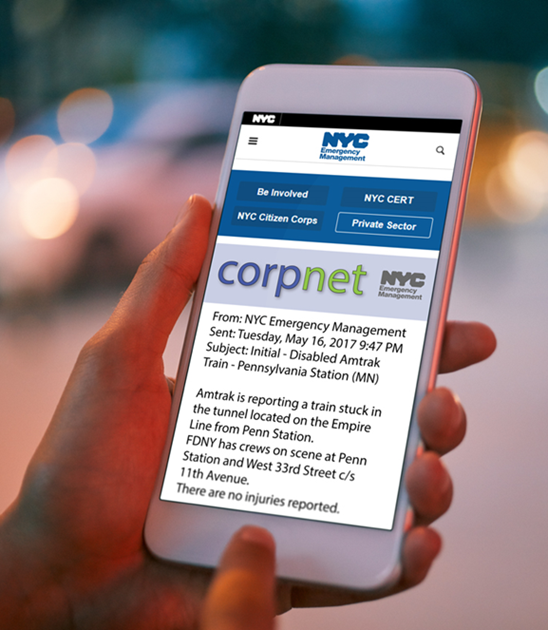 NYC
NYC
Emergency
Management
Be Involved
NYC CERT
NYC Citizen Corps
Private Sector
corpnet
NYC
Emergency
Management
From: NYC Emergency Management
Sent: Tuesday, May 16, 2017 9:47 PM
Subject: Initial - Disabled Amtrak
Train - Pennsylvania Station (MN)
Amtrak is reporting a train stuck in
the tunnel located on the Empire
Line from Penn Station.
FDNY has crews on scene at Penn
Station and West 33rd Street c/s
11th Avenue.
There are no injuries reported.